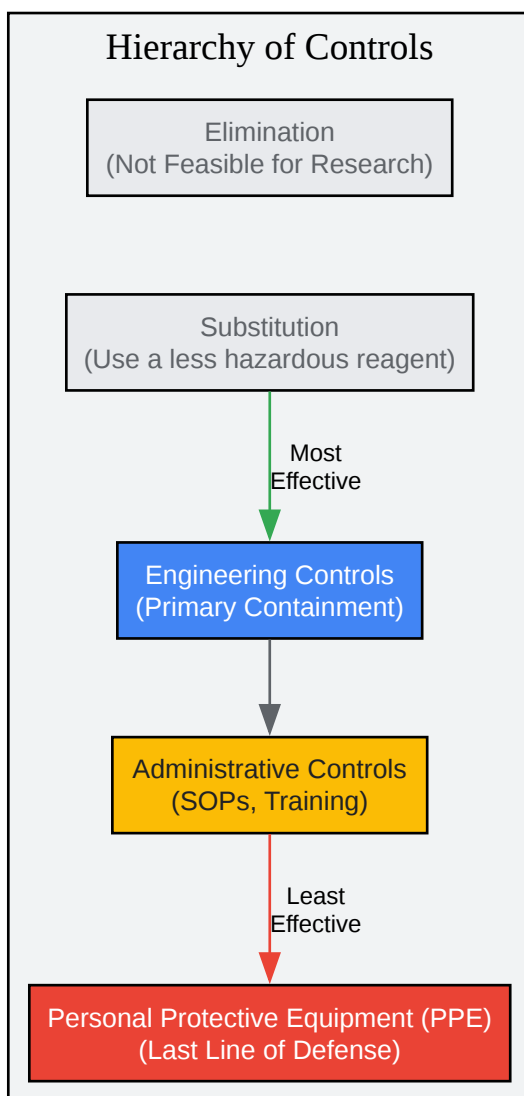 Hierarchy of Controls
Elimination
(Not Feasible for Research)
Substitution
(Use a less hazardous reagent)
Most
Effective
Engineering Controls
(Primary Containment)
Administrative Controls
(SOPs, Training)
Least
Effective
Personal Protective Equipment (PPE)
(Last Line of Defense)